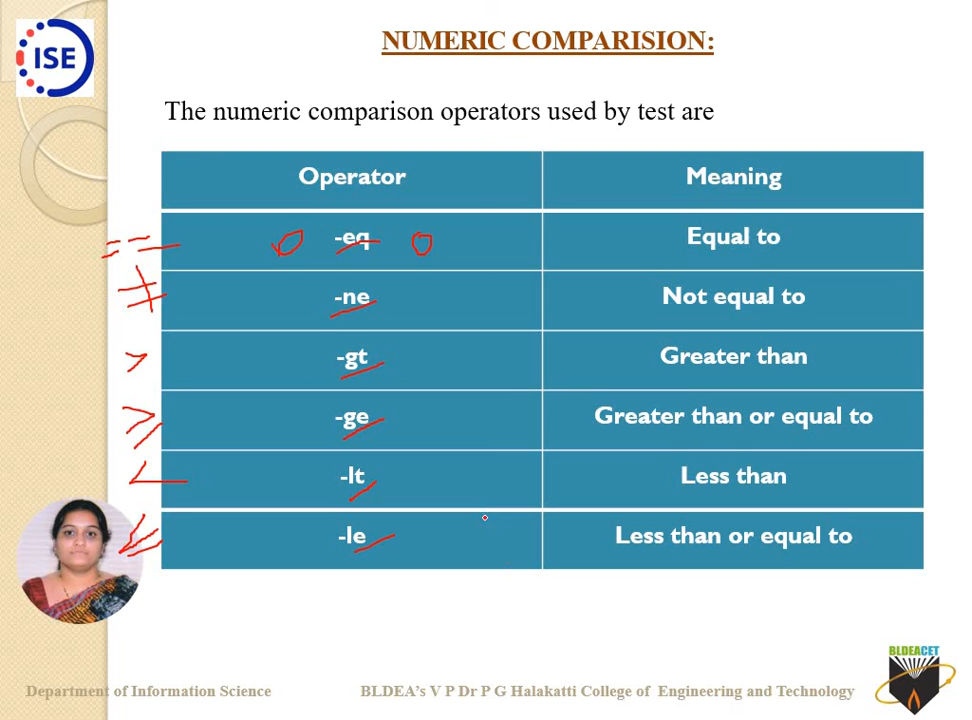 ISE
NUMERIC COMPARISION:
The numeric comparison operators used by test are
Operator Meaning
== -eq Equal to
≠ -ne Not equal to
> -gt Greater than
≥ -ge Greater than or equal to
< -lt Less than
≤ -le Less than or equal to
BLDEACET
Department of Information Science BLDEA's V P Dr P G Halakatti College of Engineering and Technology